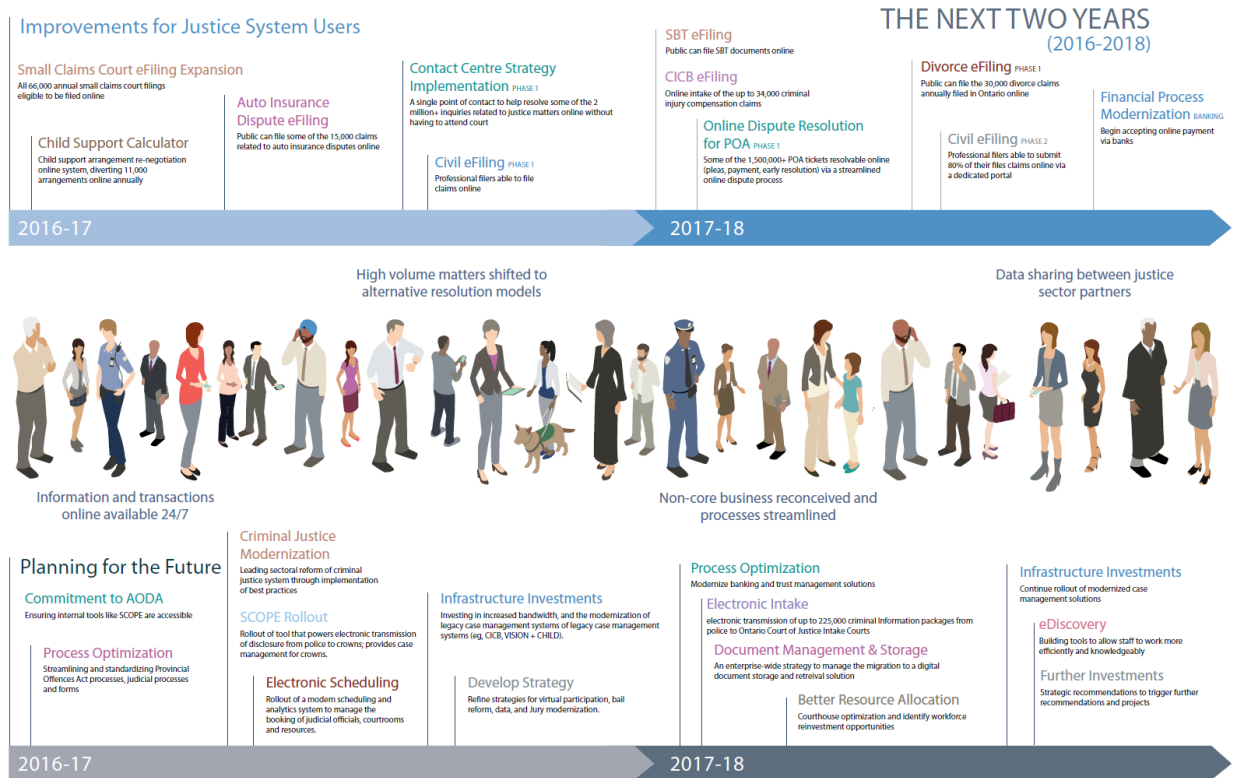 THE NEXT TWO YEARS
(2016-2018)
Improvements for Justice System Users
Small Claims Court eFiling Expansion
All 66,000 annual small claims court filings
eligible to be filed online
Child Support Calculator
Child support arrangement re-negotiation
online system, diverting 11,000
arrangements online annually
Auto Insurance
Dispute eFiling
Public can file some of the 15,000 claims
related to auto insurance disputes online
Contact Centre Strategy
Implementation PHASE 1
A single point of contact to help resolve some of the 2
million+ inquiries related to justice matters online without
having to attend court
Civil eFiling PHASE 1
Professional filers able to file
claims online
SBT eFiling
Public can file SBT documents online
CICB eFiling
Online intake of the up to 34,000 criminal
injury compensation claims
Online Dispute Resolution
for POA PHASE 1
Some of the 1,500,000+ POA tickets resolvable online
(pleas, payment, early resolution) via a streamlined
online dispute process
Divorce eFiling PHASE 1
Public can file the 30,000 divorce claims
annually filed in Ontario online
Civil eFiling PHASE 2
Professional filers able to submit
80% of their files claims online via
a dedicated portal
Financial Process
Modernization BANKING
Begin accepting online payment
via banks
2016-17
2017-18
High volume matters shifted to
alternative resolution models
Data sharing between justice
sector partners
Information and transactions
online available 24/7
Non-core business reconceived and
processes streamlined
Planning for the Future
Commitment to AODA
Ensuring internal tools like SCOPE are accessible
Process Optimization
Streamlining and standardizing Provincial
Offences Act processes, judicial processes
and forms
Criminal Justice
Modernization
Leading sectoral reform of criminal
justice system through implementation
of best practices
SCOPE Rollout
Rollout of tool that powers electronic transmission
of disclosure from police to crowns; provides case
management for crowns.
Electronic Scheduling
Rollout of a modern scheduling and
analytics system to manage the
booking of judicial officials, courtrooms
and resources.
Infrastructure Investments
Investing in increased bandwidth, and the modernization of
legacy case management systems of legacy case management
systems (eg, CICB, VISION + CHILD).
Develop Strategy
Refine strategies for virtual participation, bail
reform, data, and Jury modernization.
Process Optimization
Modernize banking and trust management solutions
Electronic Intake
electronic transmission of up to 225,000 criminal Information packages from
police to Ontario Court of Justice Intake Courts
Document Management & Storage
An enterprise-wide strategy to manage the migration to a digital
document storage and retreival solution
Better Resource Allocation
Courthouse optimization and identify workforce
reinvestment opportunities
Infrastructure Investments
Continue rollout of modernized case
management solutions
eDiscovery
Building tools to allow staff to work more
efficiently and knowledgeably
Further Investments
Strategic recommendations to trigger further
recommendations and projects
2016-17
2017-18